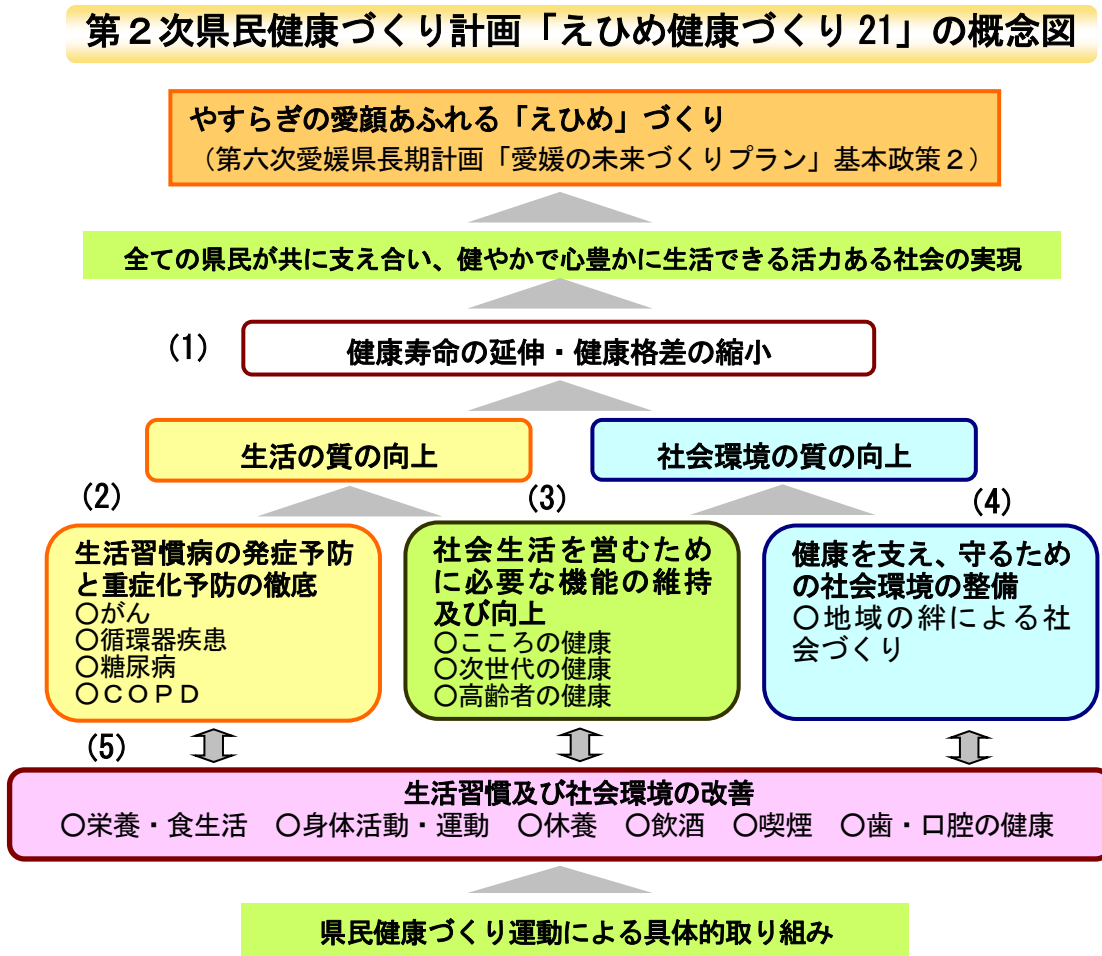 第２次県民健康づくり計画「えひめ健康づくり 21」の概念図
やすらぎの愛顔あふれる「えひめ」づくり
（第六次愛媛県長期計画「愛媛の未来づくりプラン」基本政策２）
全ての県民が共に支え合い、健やかで心豊かに生活できる活力ある社会の実現
(1)
健康寿命の延伸・健康格差の縮小
生活の質の向上
社会環境の質の向上
(2)
生活習慣病の発症予防
と重症化予防の徹底
○がん
○循環器疾患
○糖尿病
○ＣＯＰＤ
(3)
社会生活を営むため
に必要な機能の維持
及び向上
○こころの健康
○次世代の健康
○高齢者の健康
(4)
健康を支え、守るため
の社会環境の整備
○地域の絆による社
会づくり
(5)
生活習慣及び社会環境の改善
○栄養・食生活　○身体活動・運動　○休養　○飲酒　○喫煙　○歯・口腔の健康
県民健康づくり運動による具体的取り組み